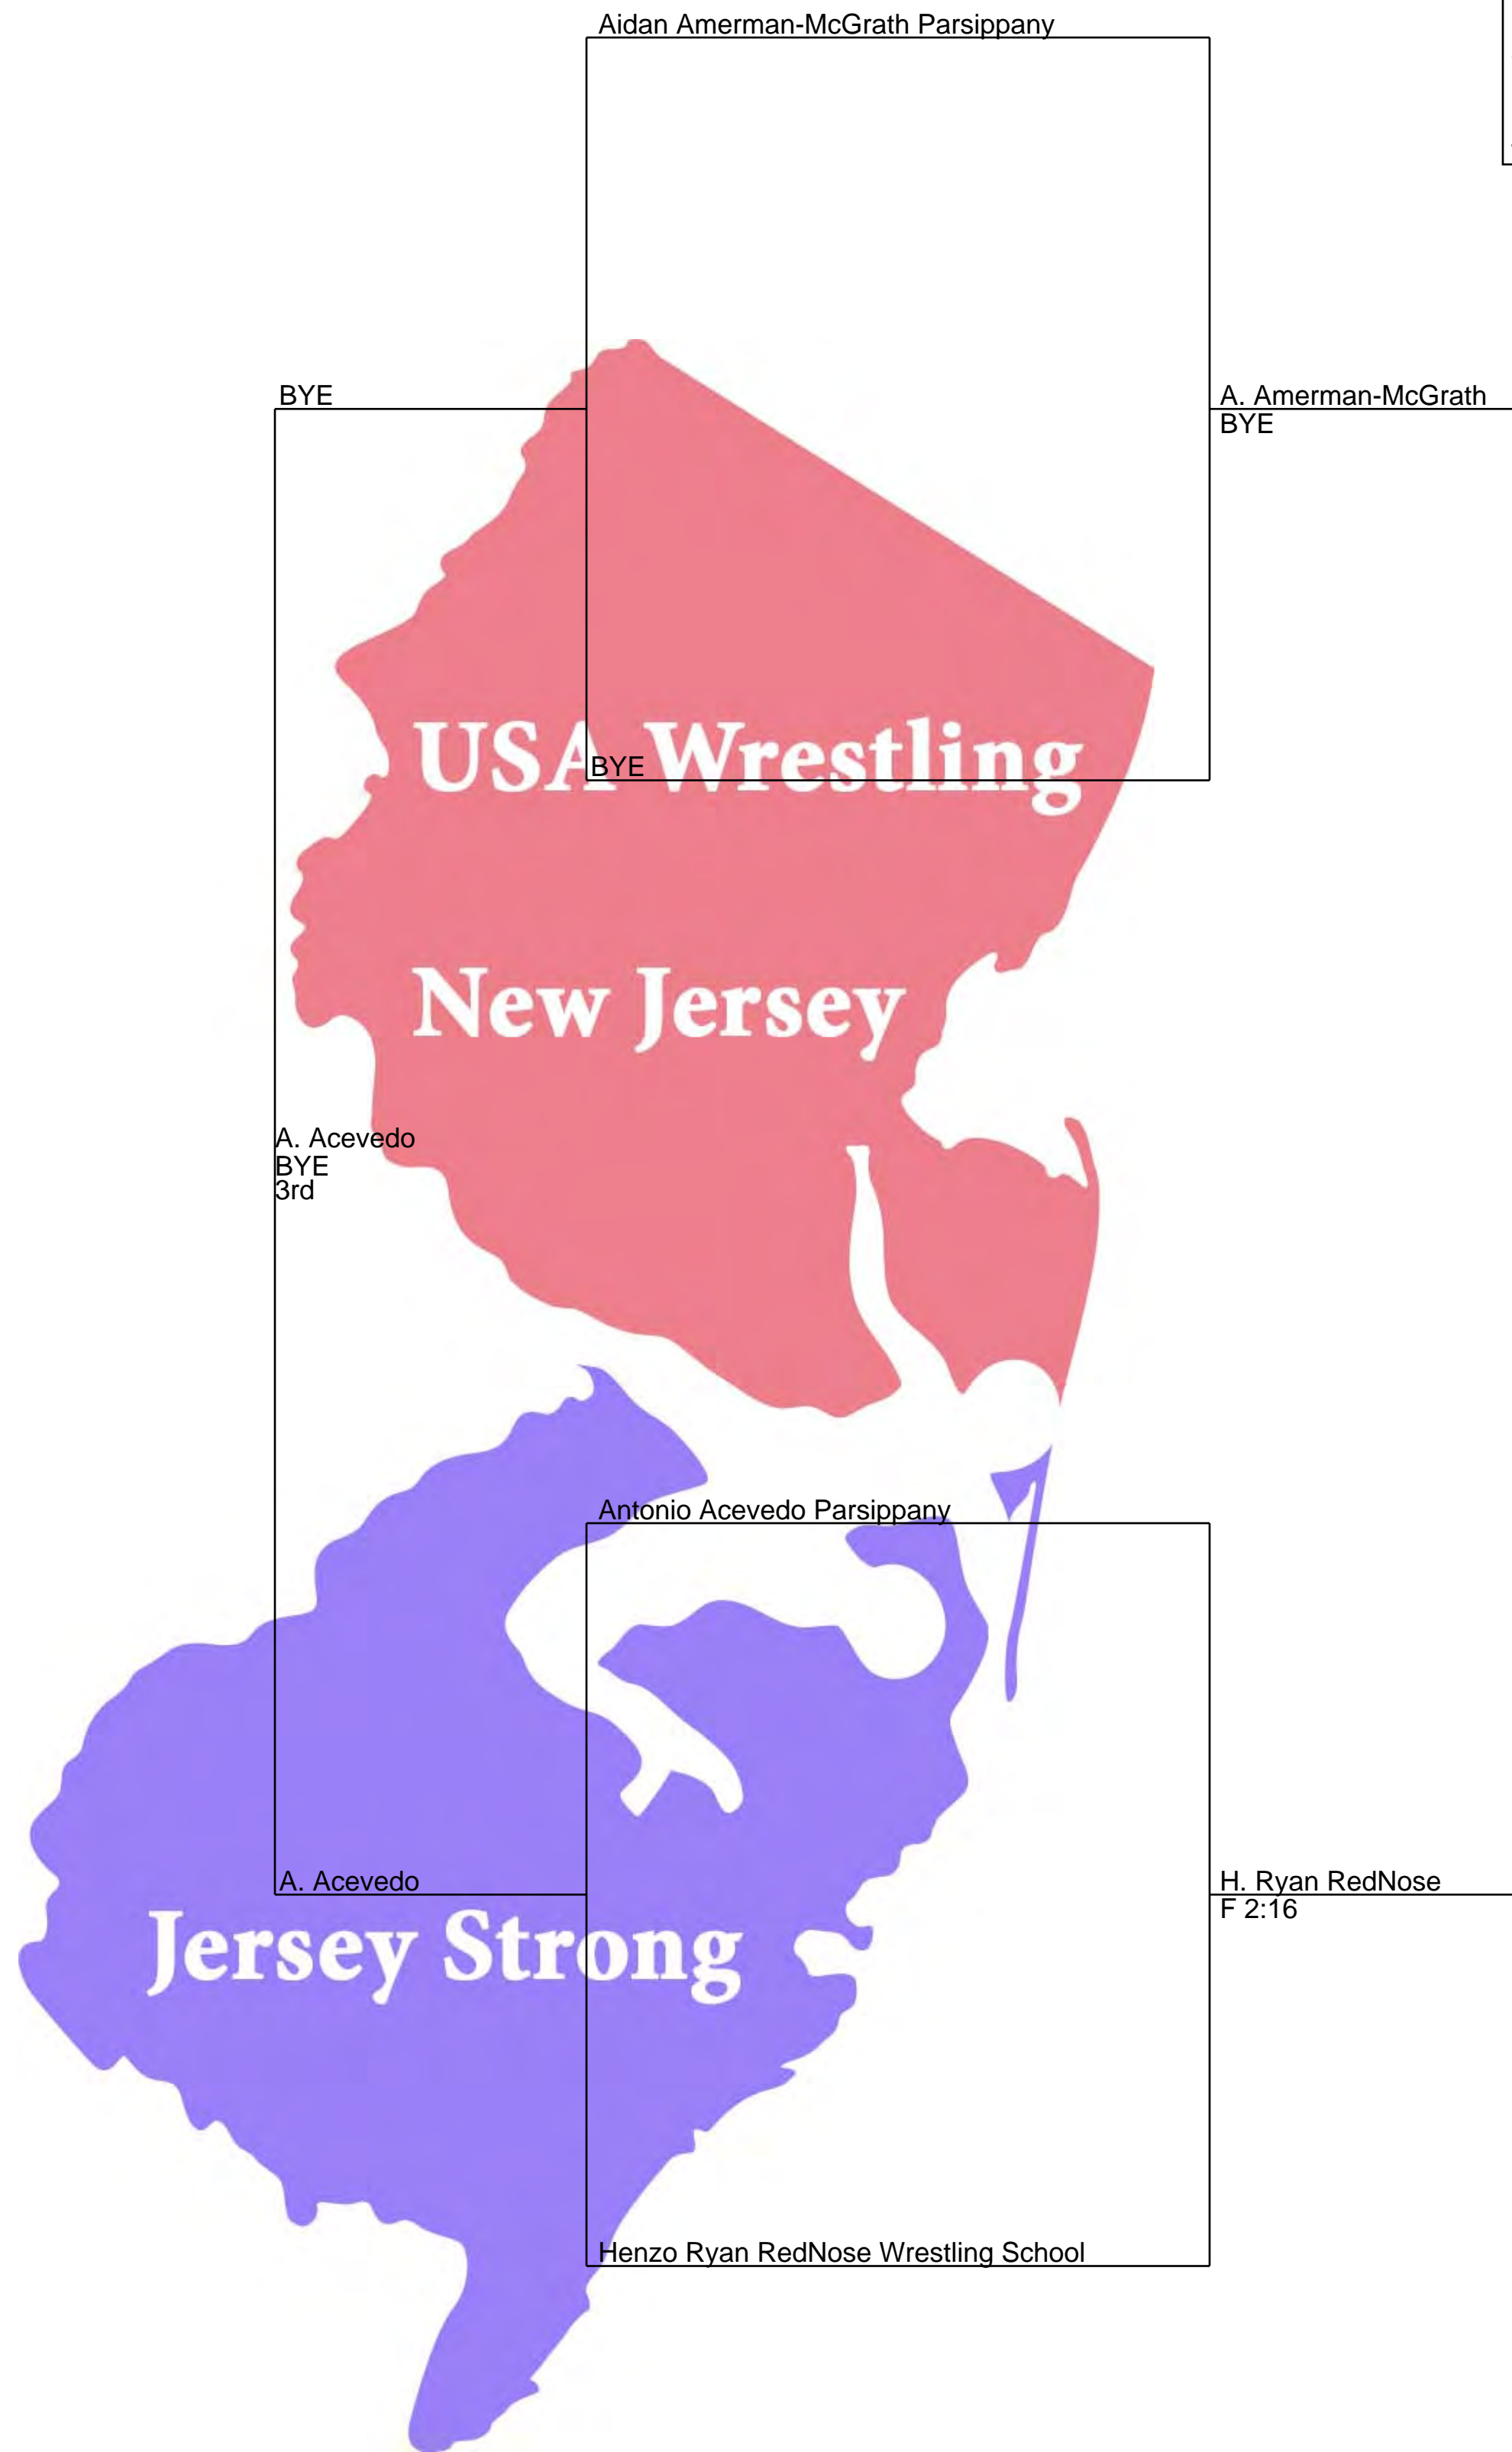 Aidan Amerman-McGrath Parsippany
BYE
A. Amerman-McGrath
BYE
USA Wrestling
BYE
New Jersey
A. Acevedo
BYE
3rd
Antonio Acevedo Parsippany
A. Acevedo
H. Ryan RedNose
F 2:16
Jersey Strong
Henzo Ryan RedNose Wrestling School